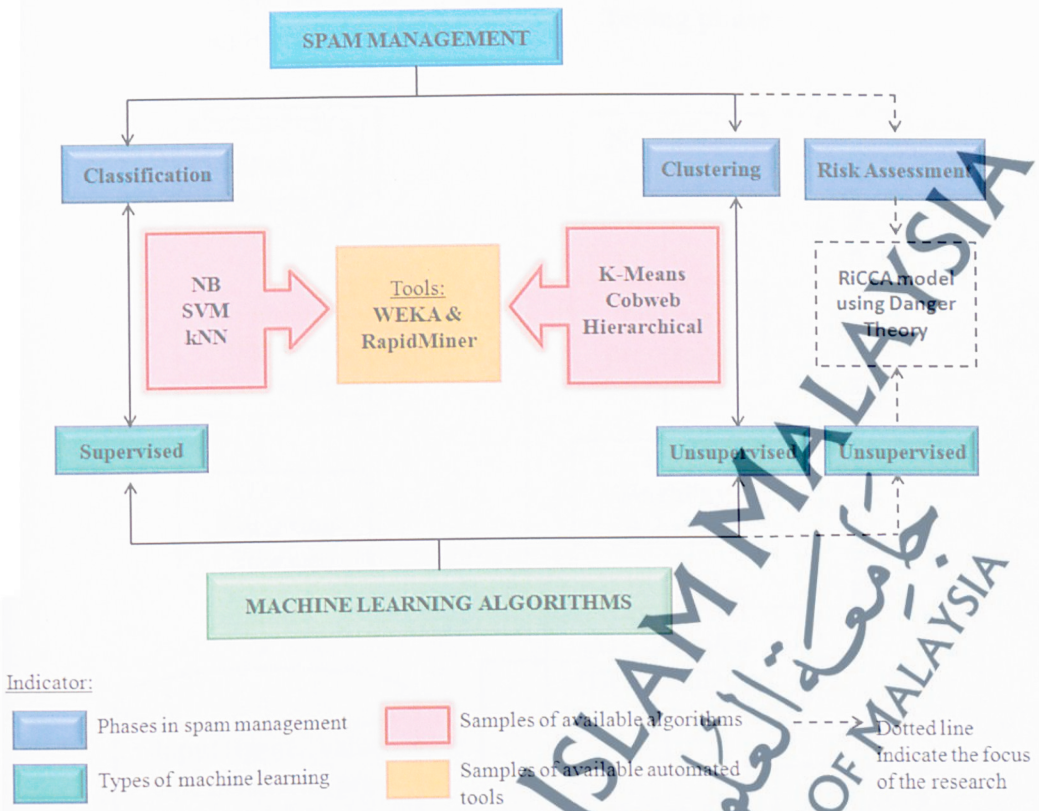 SPAM MANAGEMENT
Classification
Clustering
Risk Assessment
NB
SVM
kNN
Tools:
WEKA &
RapidMiner
K-Means
Cobweb
Hierarchical
RiCCA model
using Danger
Theory
Supervised
Unsupervised
Unsupervised
MACHINE LEARNING ALGORITHMS
Indicator:
Phases in spam management
Types of machine learning
Samples of available algorithms
Samples of available automated
tools
Dotted line
indicate the focus
of the research
ISLAM MALAYSIA
جامعة العلو
OF MALAYSIA